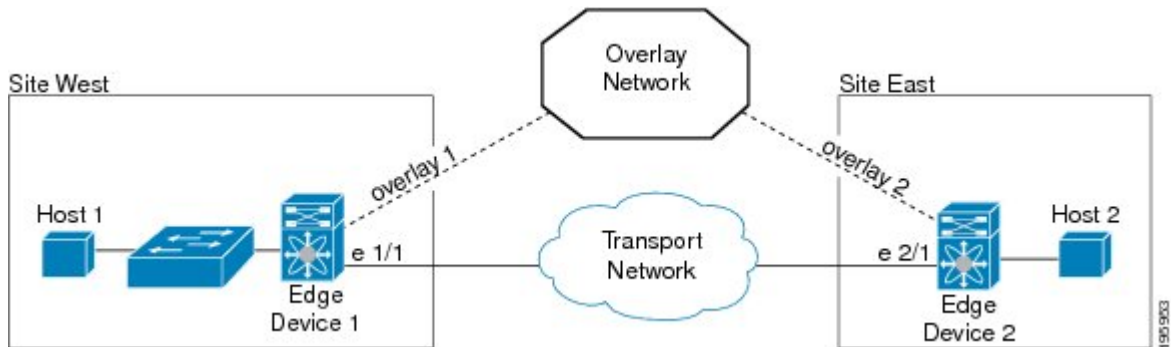 Overlay
Network
Site West
Site East
overlay 1
overlay 2
Host 1
Host 2
Transport
Network
e 1/1
e 2/1
Edge
Device 1
Edge
Device 2